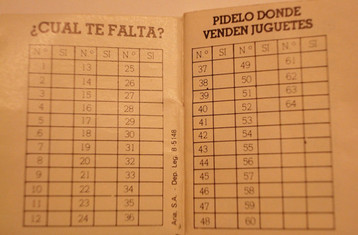 ¿CUAL TE FALTA?
N.º SI N.º SI N.º SI
1 13 25
2 14 26
3 15 27
4 16 28
5 17 29
6 18 30
7 19 31
8 20 32
9 21 33
10 22 34
11 23 35
12 24 36
S.A. - Dep. Leg. B-5148
PIDELO DONDE
VENDEN JUGUETES
N.º SI N.º SI N.º SI
37 49 61
38 50 62
39 51 63
40 52 64
41 53
42 54
43 55
44 56
45 57
46 58
47 59
48 60